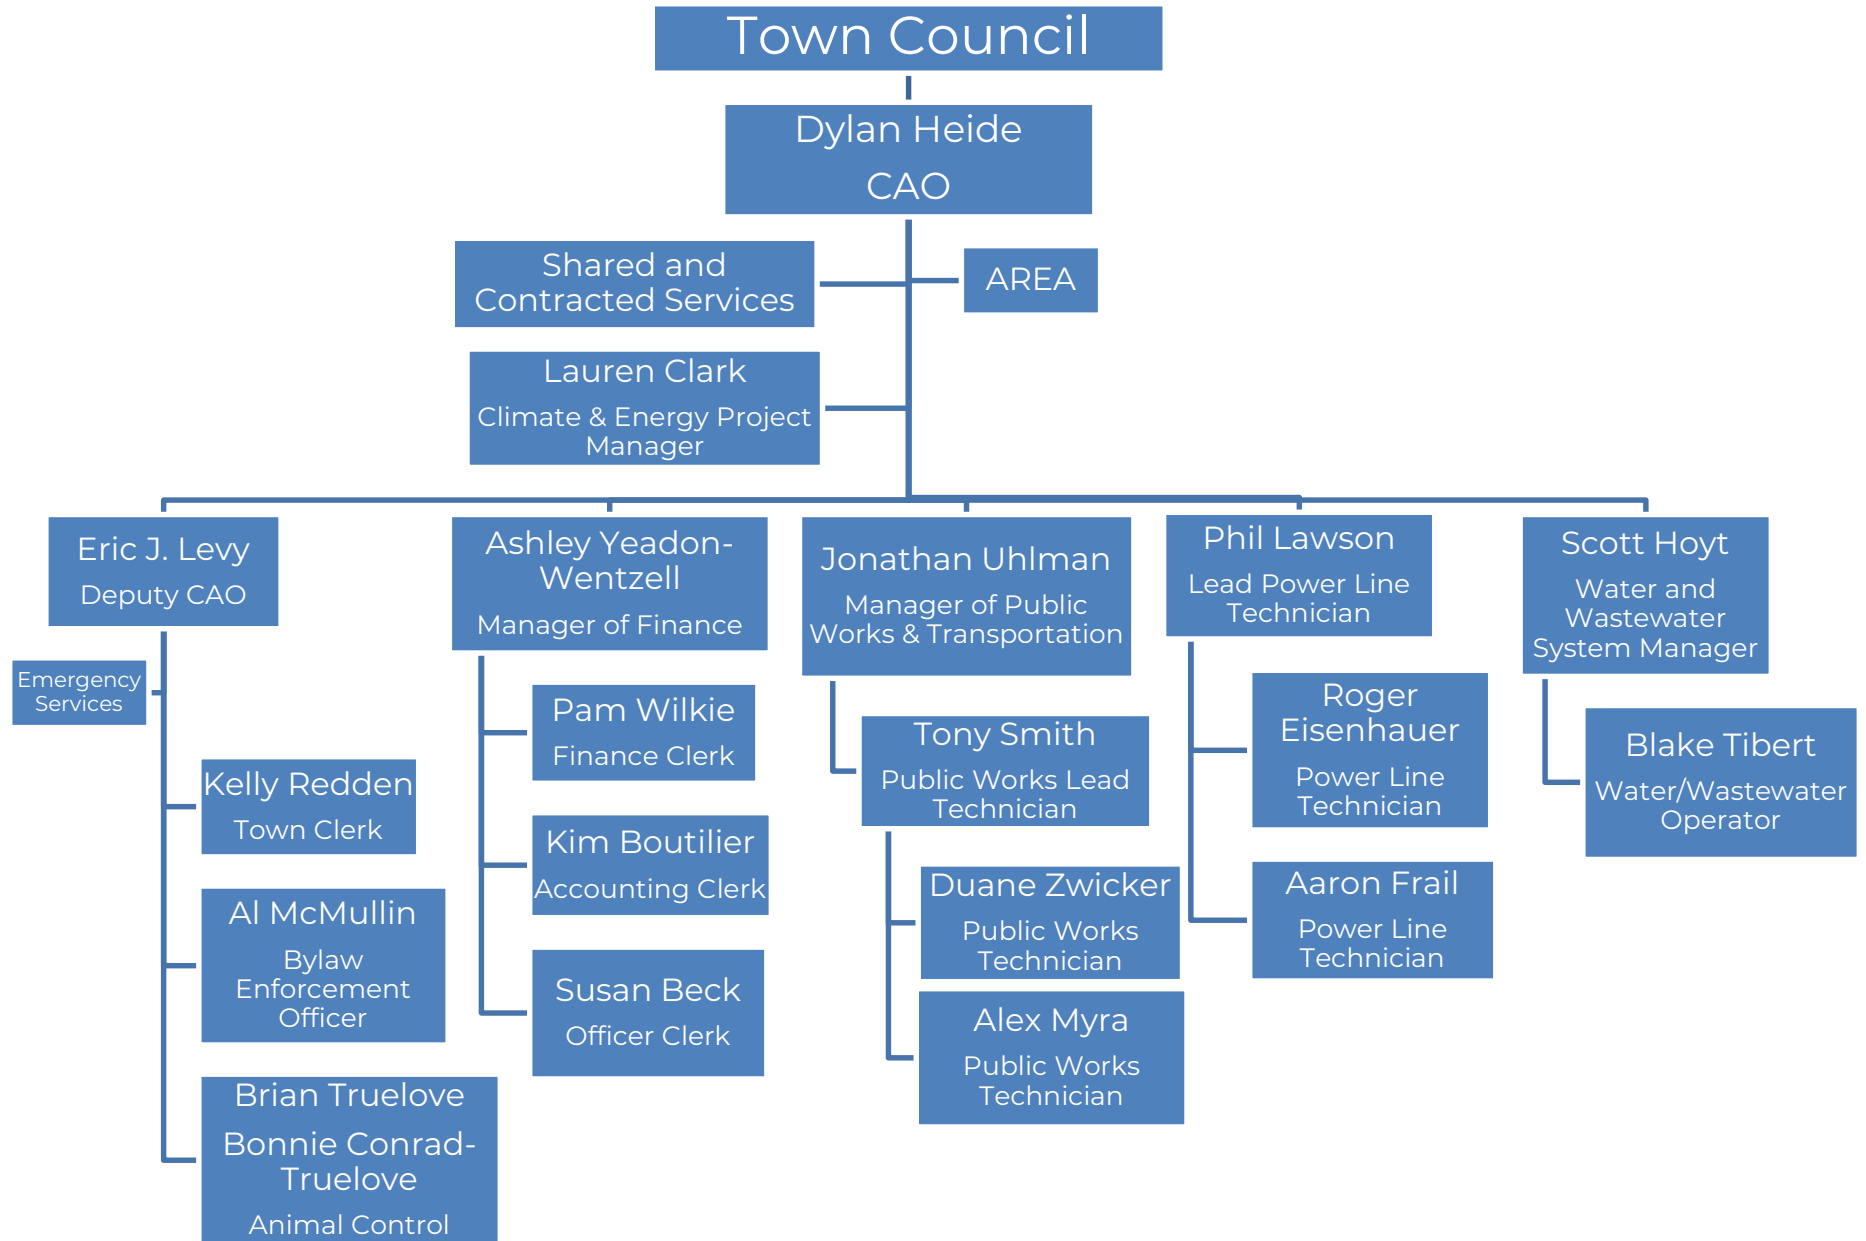 Town Council
Dylan Heide
CAO
Shared and
Contracted Services
AREA
Lauren Clark
Climate & Energy Project
Manager
Eric J. Levy
Deputy CAO
Emergency
Services
Kelly Redden
Town Clerk
Al McMullin
Bylaw
Enforcement
Officer
Brian Truelove
Bonnie Conrad-
Truelove
Animal Control
Ashley Yeadon-
Wentzell
Manager of Finance
Pam Wilkie
Finance Clerk
Kim Boutilier
Accounting Clerk
Susan Beck
Officer Clerk
Jonathan Uhlman
Manager of Public
Works & Transportation
Tony Smith
Public Works Lead
Technician
Duane Zwicker
Public Works
Technician
Alex Myra
Public Works
Technician
Phil Lawson
Lead Power Line
Technician
Roger
Eisenhauer
Power Line
Technician
Aaron Frail
Power Line
Technician
Scott Hoyt
Water and
Wastewater
System Manager
Blake Tibert
Water/Wastewater
Operator